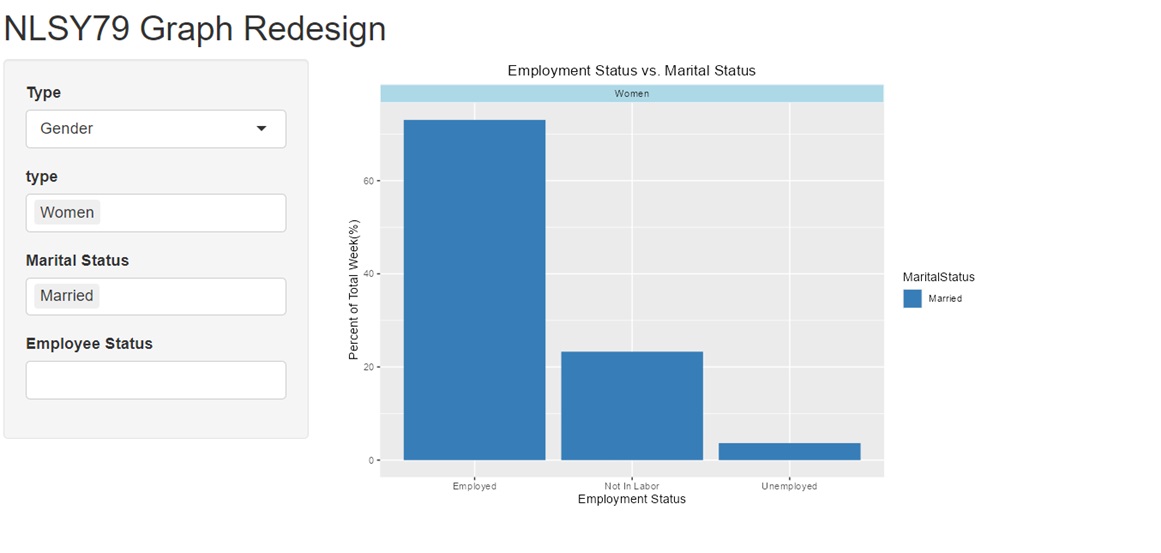 NLSY79 Graph Redesign
Type
Gender
type
Women
Marital Status
Married
Employee Status
Employment Status vs. Marital Status
Women
Percent of Total Week(%)
60
40
20
0
Employed Not In Labor Unemployed
Employment Status
MaritalStatus
Married